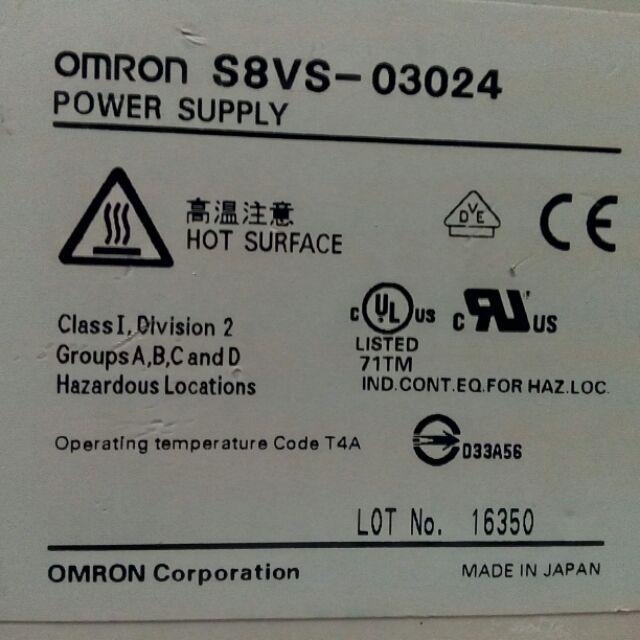 OMRON S8VS-03024
POWER SUPPLY
高温注意
HOT SURFACE
DVE
CE
Class I, Division 2
Groups A,B,C and D
Hazardous Locations
c UL us
LISTED
71TM
IND.CONT.EQ.FOR HAZ.LOC.
c RU us
Operating temperature Code T4A
D33A56
LOT No. 16350
OMRON Corporation
MADE IN JAPAN